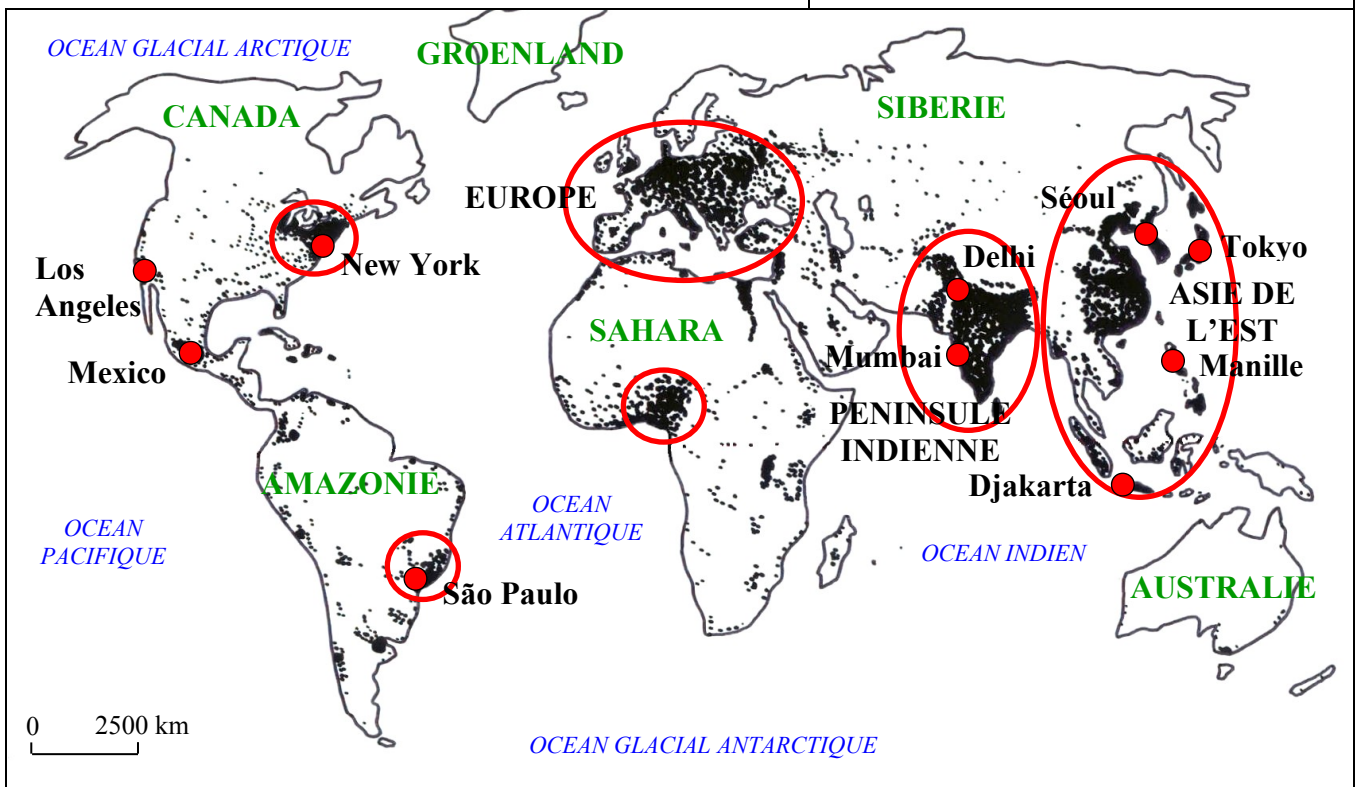 OCEAN GLACIAL ARCTIQUE
GROENLAND
CANADA
SIBERIE
EUROPE
Séoul
Los
Angeles
New York
Delhi
Tokyo
SAHARA
ASIE DE
L'EST
Mexico
Mumbai
Manille
PENINSULE
INDIENNE
AMAZONIE
Djakarta
OCEAN
PACIFIQUE
OCEAN
ATLANTIQUE
OCEAN INDIEN
São Paulo
AUSTRALIE
0 2500 km
OCEAN GLACIAL ANTARCTIQUE